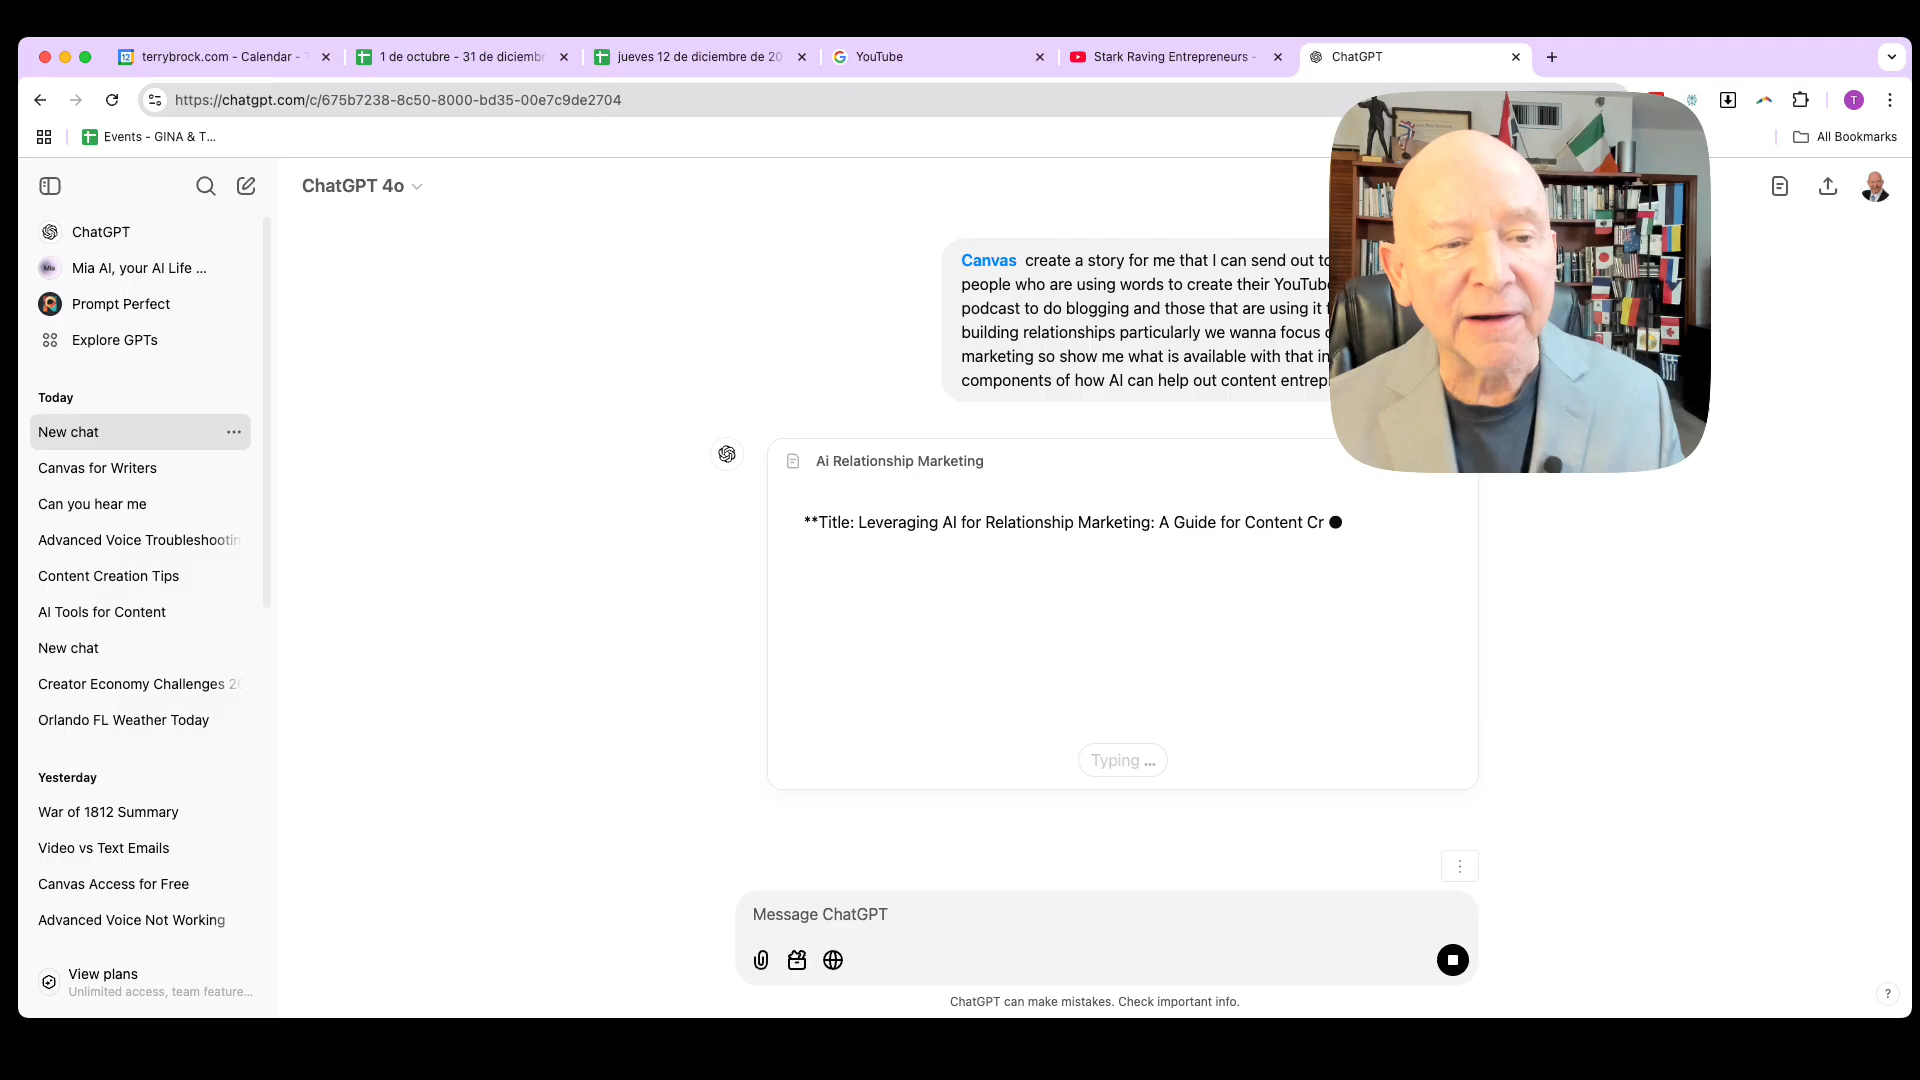 terrybrock.com - Calendar -
1 de octubre - 31 de diciemb
jueves 12 de diciembre de 20
YouTube
Stark Raving Entrepreneurs -
ChatGPT
https://chatgpt.com/c/675b7238-8c50-8000-bd35-00e7c9de2704
T
Events - GINA & T...
All Bookmarks
ChatGPT 4o
ChatGPT
Mia AI, your AI Life ...
Prompt Perfect
Explore GPTs
Today
New chat
Canvas for Writers
Can you hear me
Advanced Voice Troubleshootin
Content Creation Tips
AI Tools for Content
New chat
Creator Economy Challenges 20
Orlando FL Weather Today
Yesterday
War of 1812 Summary
Video vs Text Emails
Canvas Access for Free
Advanced Voice Not Working
View plans
Unlimited access, team feature...
Canvas create a story for me that I can send out to
people who are using words to create their YouTube
podcast to do blogging and those that are using it
building relationships particularly we wanna focus
marketing so show me what is available with that in
components of how AI can help out content entrep
Ai Relationship Marketing
**Title: Leveraging AI for Relationship Marketing: A Guide for Content Cr
Typing ...
Message ChatGPT
ChatGPT can make mistakes. Check important info.
?